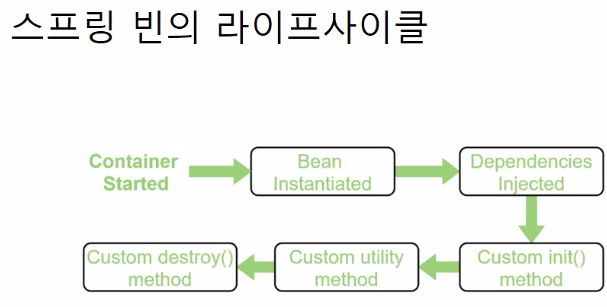 스프링 빈의 라이프사이클
Container
Started
Bean
Instantiated
Dependencies
Injected
Custom init()
method
Custom utility
method
Custom destroy()
method